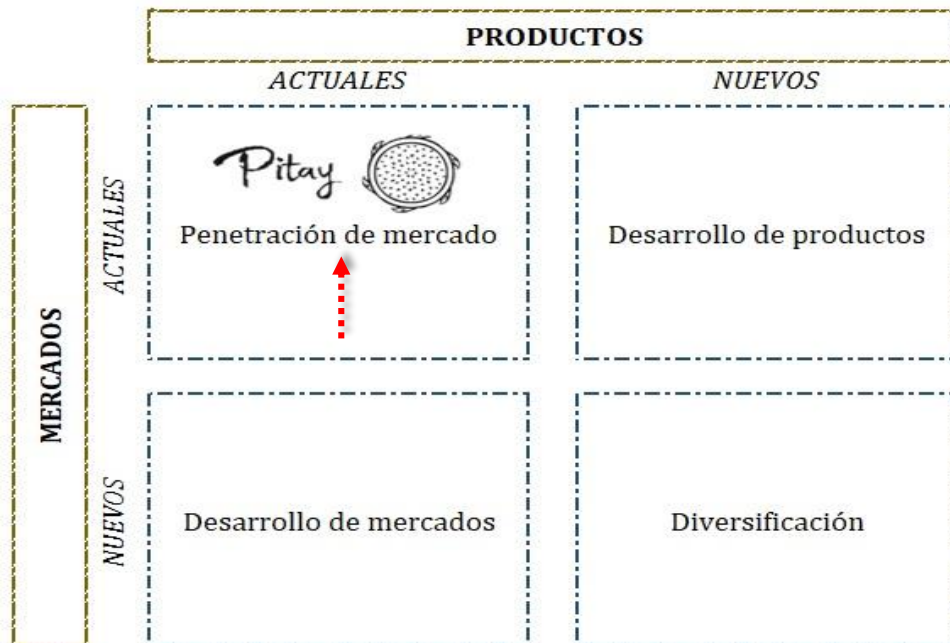 PRODUCTOS
ACTUALES
NUEVOS
MERCADOS
ACTUALES
Pitay
Penetración de mercado
Desarrollo de productos
NUEVOS
Desarrollo de mercados
Diversificación